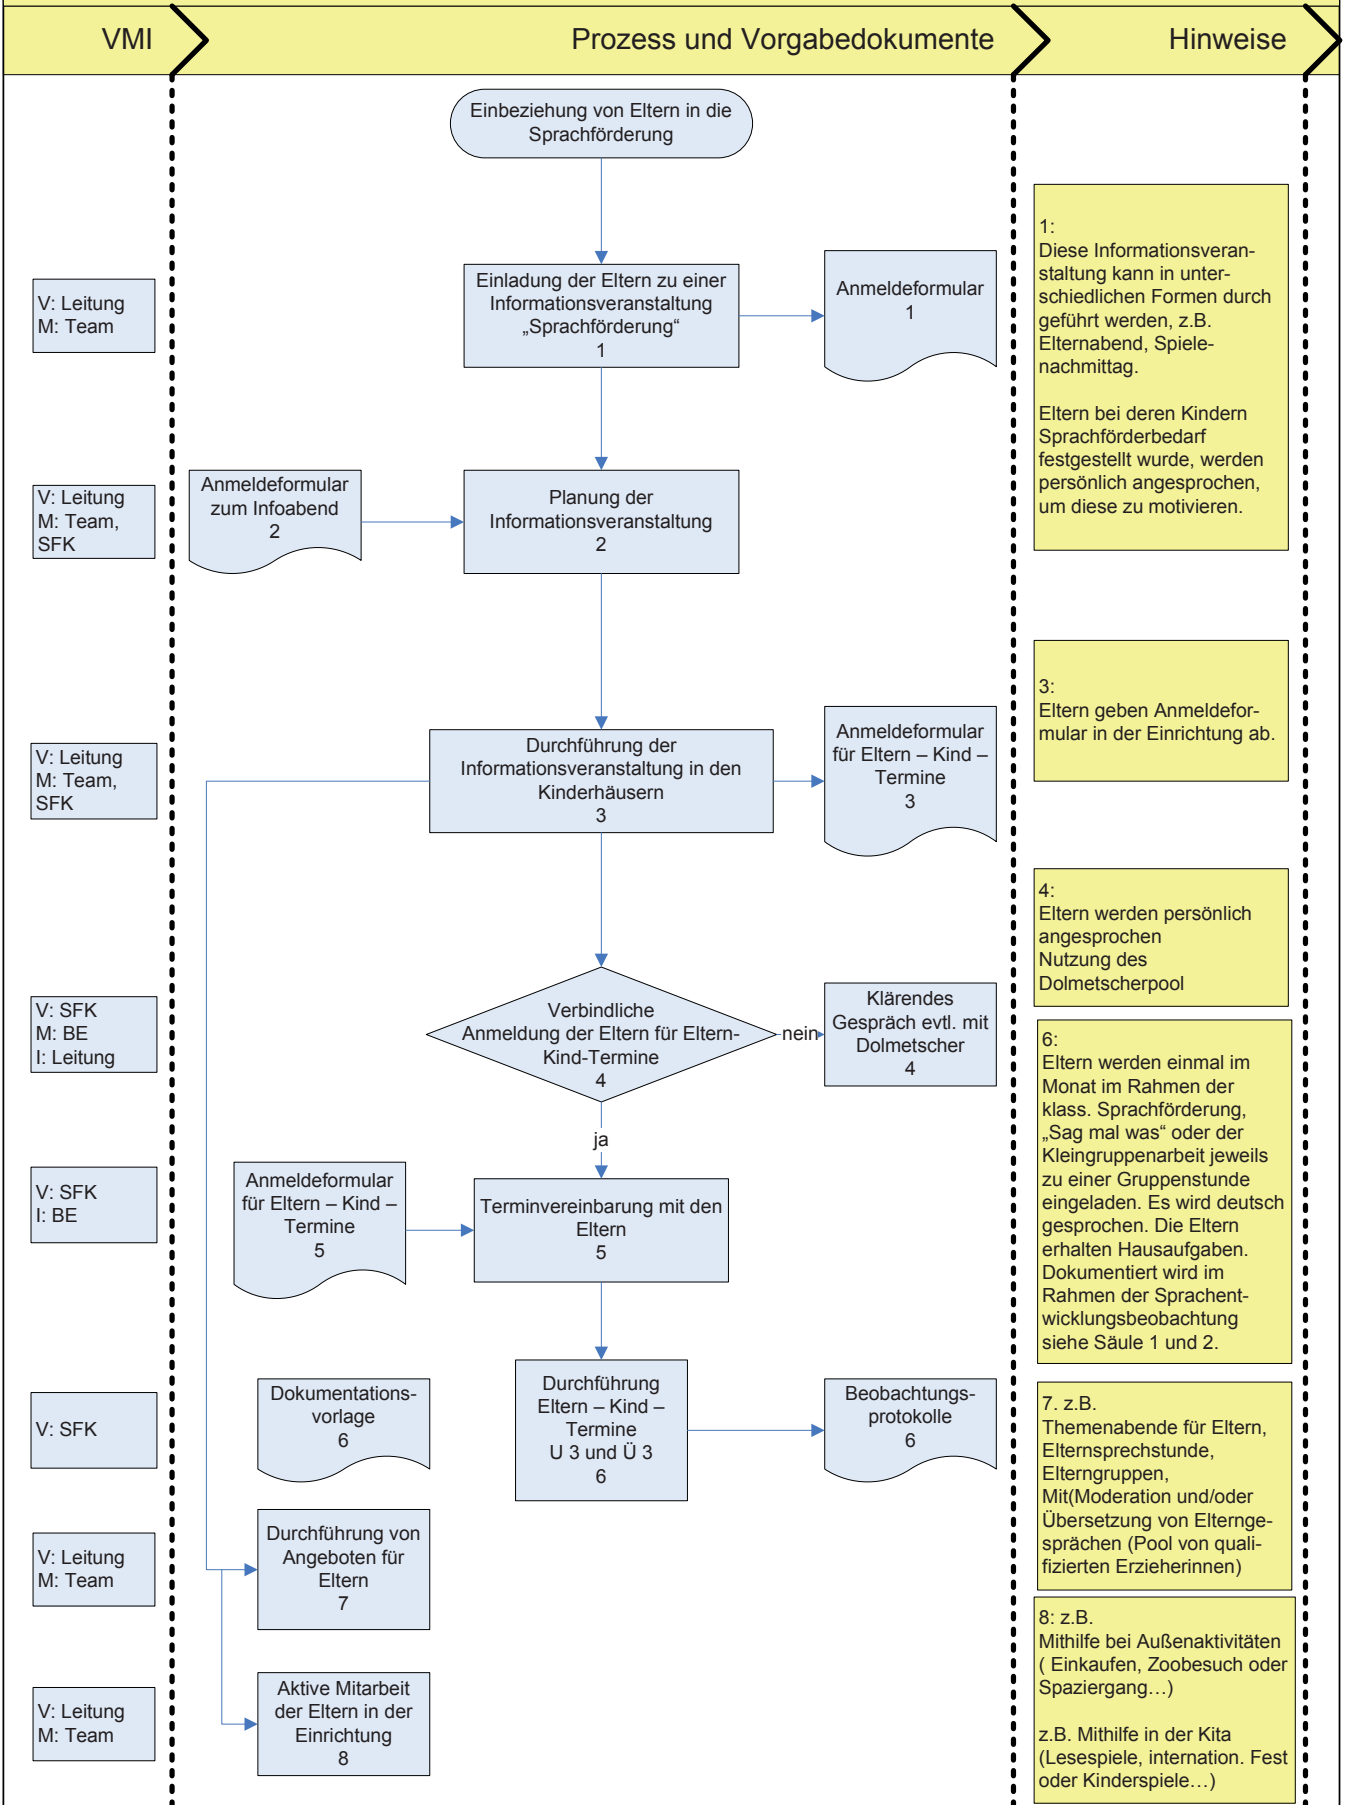 VMI
Prozess und Vorgabedokumente
Hinweise
Einbeziehung von Eltern in die
Sprachförderung
V: Leitung
M: Team
Einladung der Eltern zu einer
Informationsveranstaltung
„Sprachförderung“
1
Anmeldeformular
1
1:
Diese Informationsveran-
staltung kann in unter-
schiedlichen Formen durch
geführt werden, z.B.
Elternabend, Spiele-
nachmittag.
Eltern bei deren Kindern
Sprachförderbedarf
festgestellt wurde, werden
persönlich angesprochen,
um diese zu motivieren.
V: Leitung
M: Team,
SFK
Anmeldeformular
zum Infoabend
2
Planung der
Informationsveranstaltung
2
V: Leitung
M: Team,
SFK
Durchführung der
Informationsveranstaltung in den
Kinderhäusern
3
Anmeldeformular
für Eltern – Kind –
Termine
3
3:
Eltern geben Anmeldefor-
mular in der Einrichtung ab.
V: SFK
M: BE
I: Leitung
Verbindliche
Anmeldung der Eltern für Eltern-
Kind-Termine
4
nein
Klärendes
Gespräch evtl. mit
Dolmetscher
4
4:
Eltern werden persönlich
angesprochen
Nutzung des
Dolmetscherpool
ja
V: SFK
I: BE
Anmeldeformular
für Eltern – Kind –
Termine
5
Terminvereinbarung mit den
Eltern
5
6:
Eltern werden einmal im
Monat im Rahmen der
klass. Sprachförderung,
„Sag mal was“ oder der
Kleingruppenarbeit jeweils
zu einer Gruppenstunde
eingeladen. Es wird deutsch
gesprochen. Die Eltern
erhalten Hausaufgaben.
Dokumentiert wird im
Rahmen der Sprachent-
wicklungsbeobachtung
siehe Säule 1 und 2.
V: SFK
Dokumentations-
vorlage
6
Durchführung
Eltern – Kind –
Termine
U 3 und Ü 3
6
Beobachtungs-
protokolle
6
7. z.B.
Themenabende für Eltern,
Elternsprechstunde,
Elterngruppen,
Mit(Moderation und/oder
Übersetzung von Elternge-
sprächen (Pool von quali-
fizierten Erzieherinnen)
V: Leitung
M: Team
Durchführung von
Angeboten für
Eltern
7
V: Leitung
M: Team
Aktive Mitarbeit
der Eltern in der
Einrichtung
8
8: z.B.
Mithilfe bei Außenaktivitäten
( Einkaufen, Zoobesuch oder
Spaziergang…)
z.B. Mithilfe in der Kita
(Lesespiele, internation. Fest
oder Kinderspiele…)